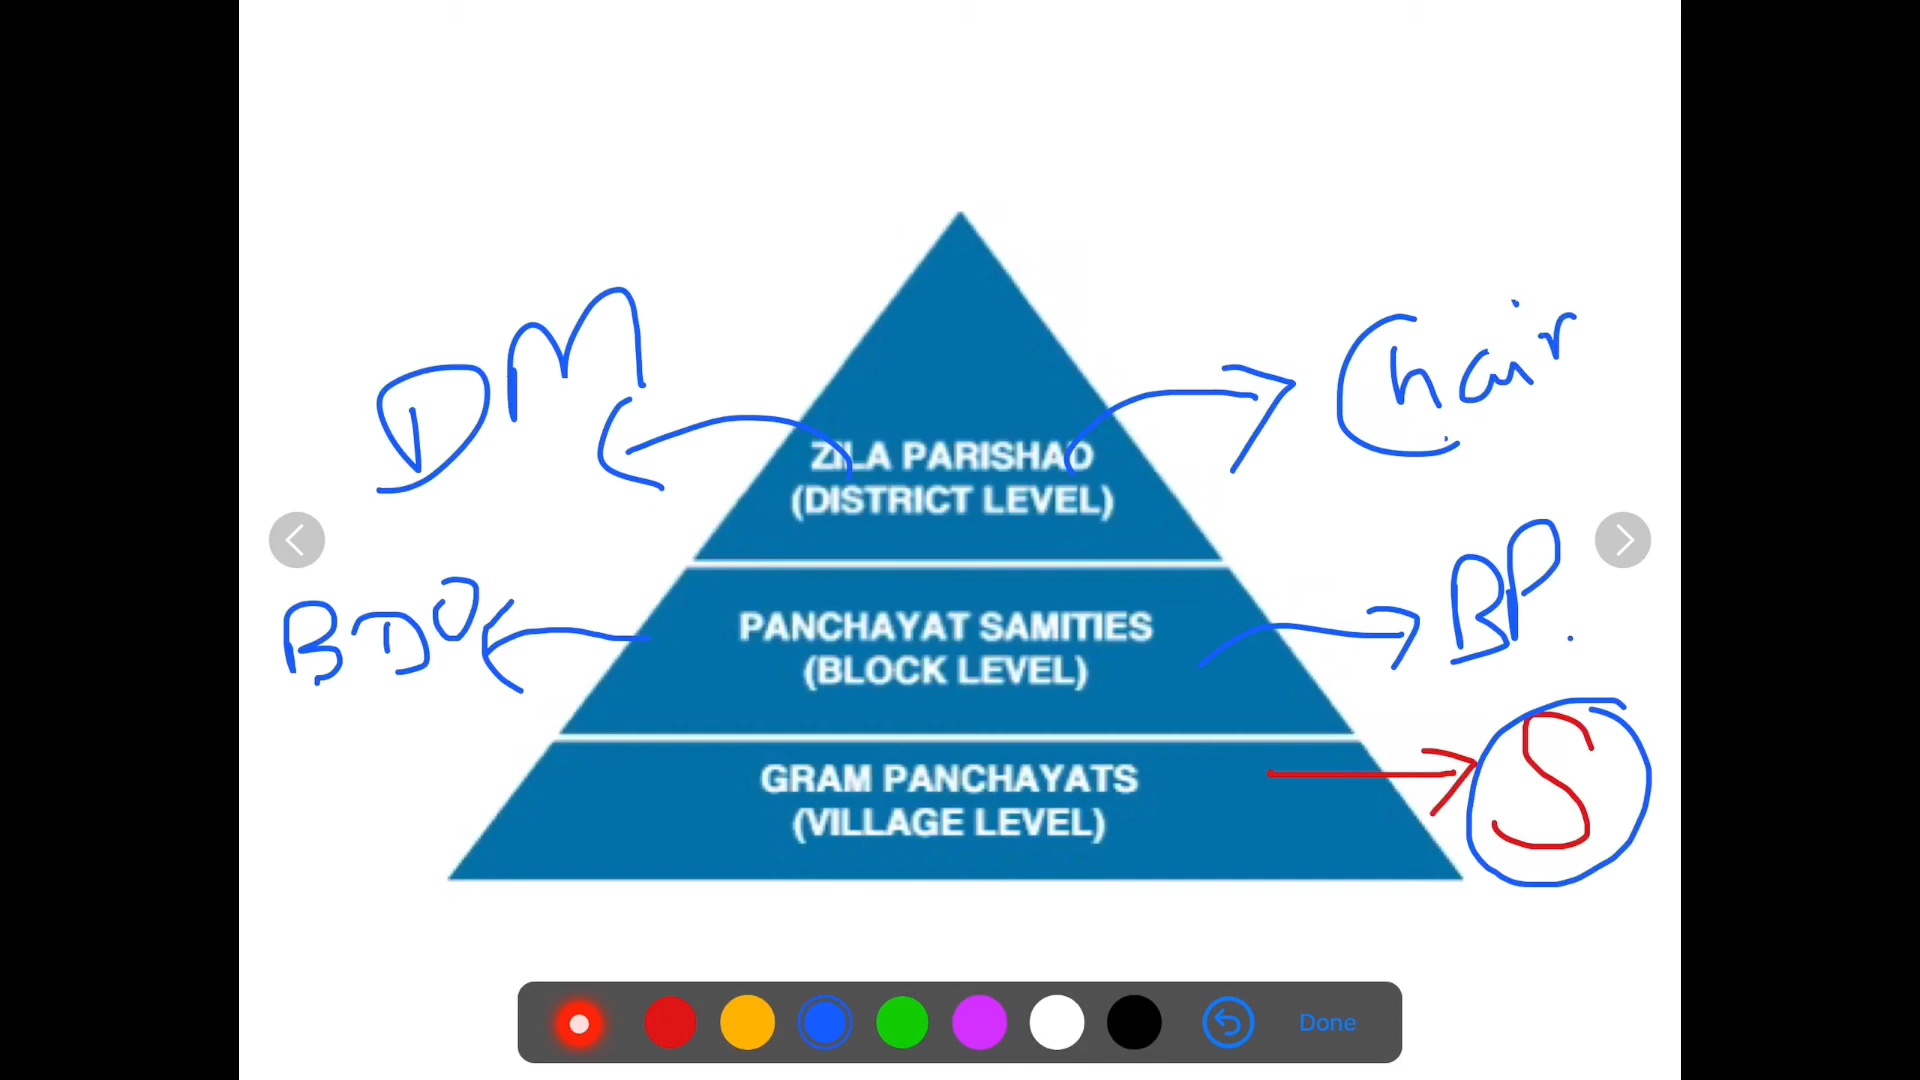 DM
Chair
ZILA PARISHAD
(DISTRICT LEVEL)
BDO
PANCHAYAT SAMITIES
(BLOCK LEVEL)
BP.
GRAM PANCHAYATS
(VILLAGE LEVEL)
S
Done